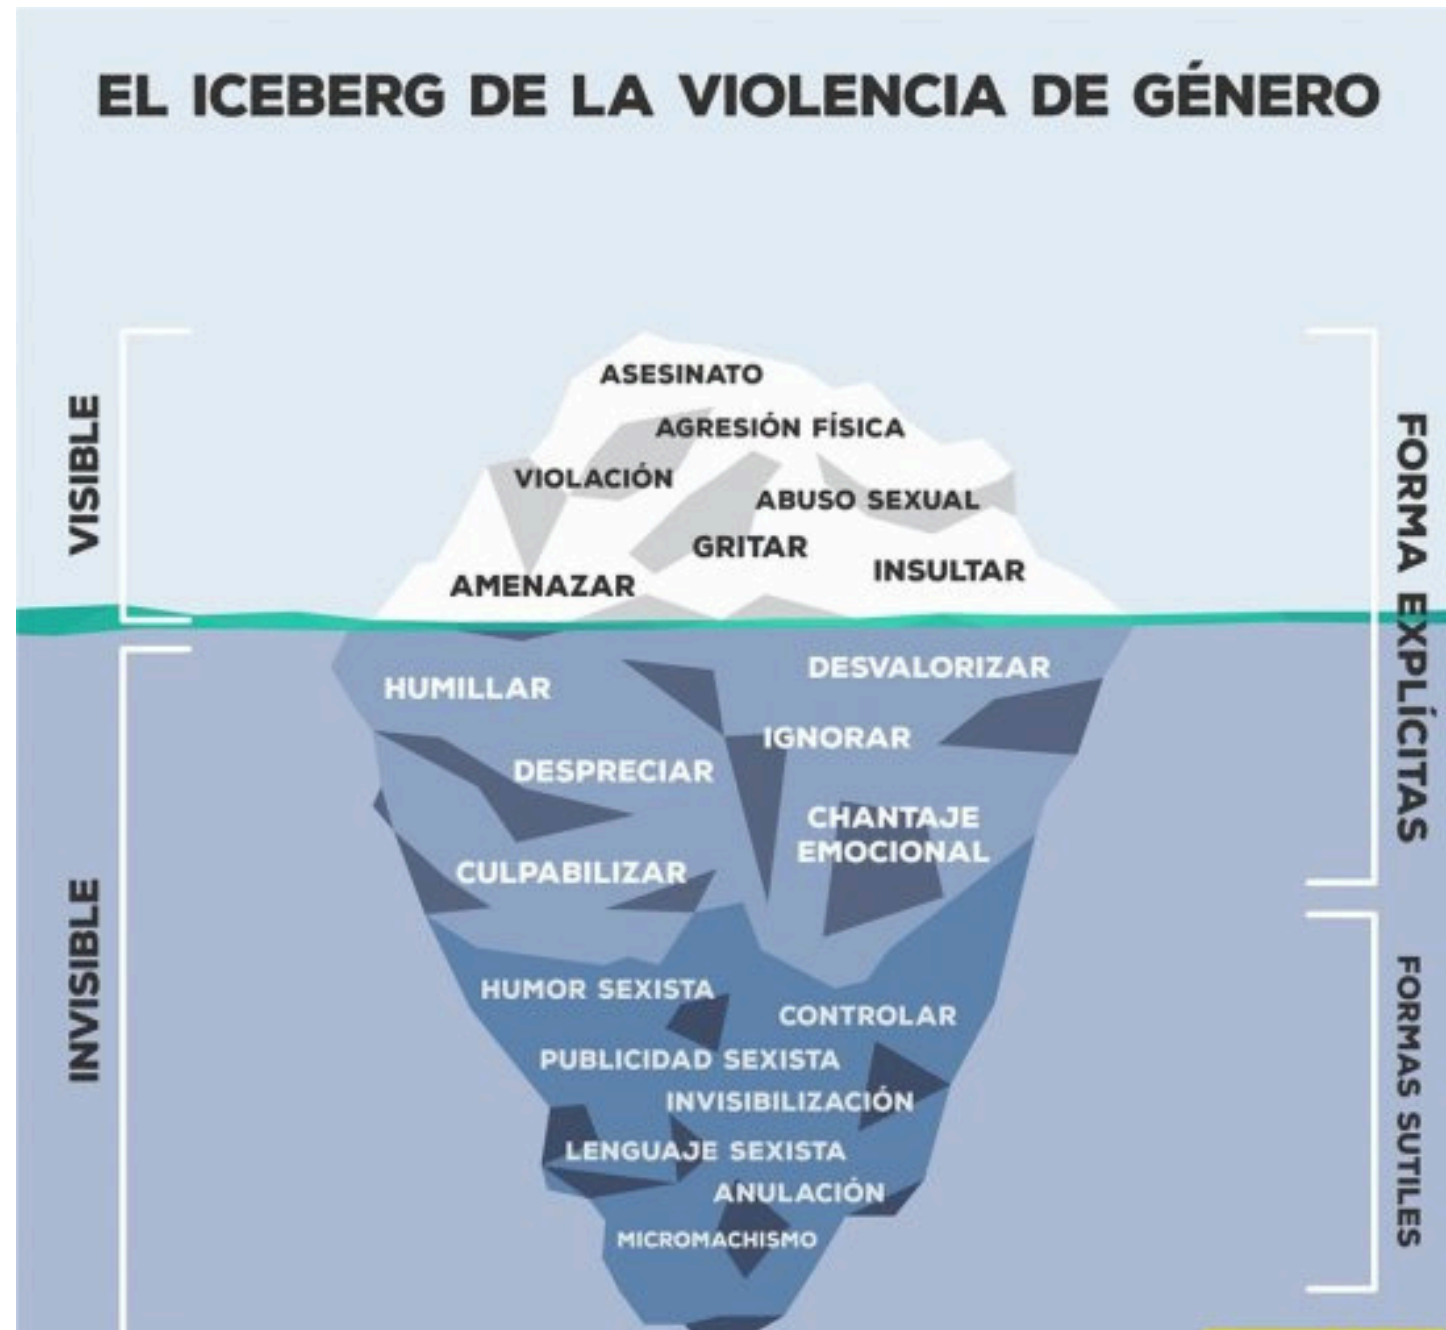 EL ICEBERG DE LA VIOLENCIA DE GÉNERO
VISIBLE
ASESINATO
AGRESIÓN FÍSICA
VIOLACIÓN
ABUSO SEXUAL
GRITAR
INSULTAR
AMENAZAR
FORMA EXPLÍCITAS
INVISIBLE
DESVALORIZAR
HUMILLAR
IGNORAR
DESPRECIAR
CHANTAJE
EMOCIONAL
CULPABILIZAR
FORMAS SUTILES
HUMOR SEXISTA
CONTROLAR
PUBLICIDAD SEXISTA
INVISIBILIZACIÓN
LENGUAJE SEXISTA
ANULACIÓN
MICROMACHISMO